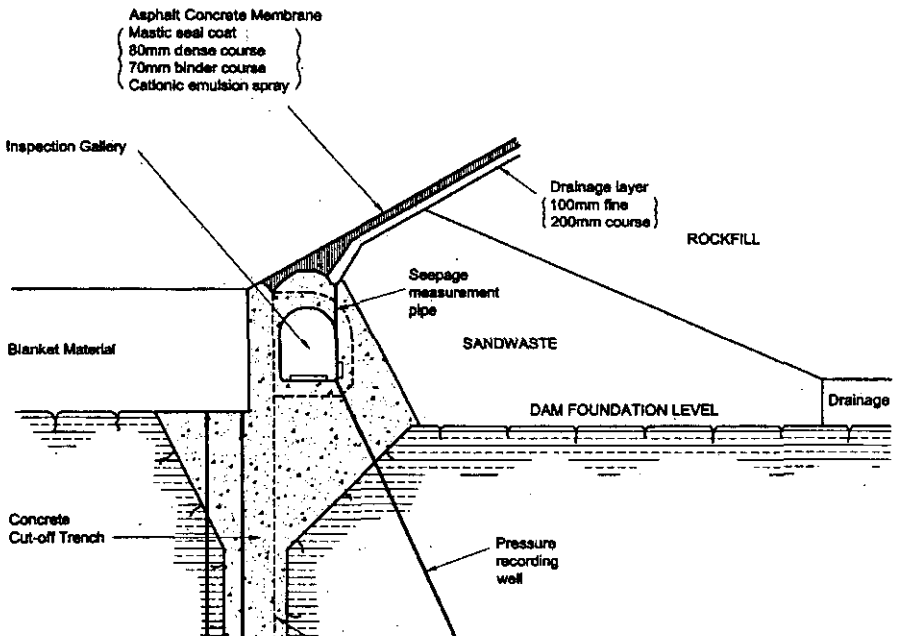 Asphalt Concrete Membrane
Mastic seal coat
80mm dense course
70mm binder course
Cationic emulsion spray
Inspection Gallery
Drainage layer
100mm fine
200mm course
ROCKFILL
Seepage
measurement
pipe
Blanket Material
SANDWASTE
Drainage
DAM FOUNDATION LEVEL
Concrete
Cut-off Trench
Pressure
recording
well